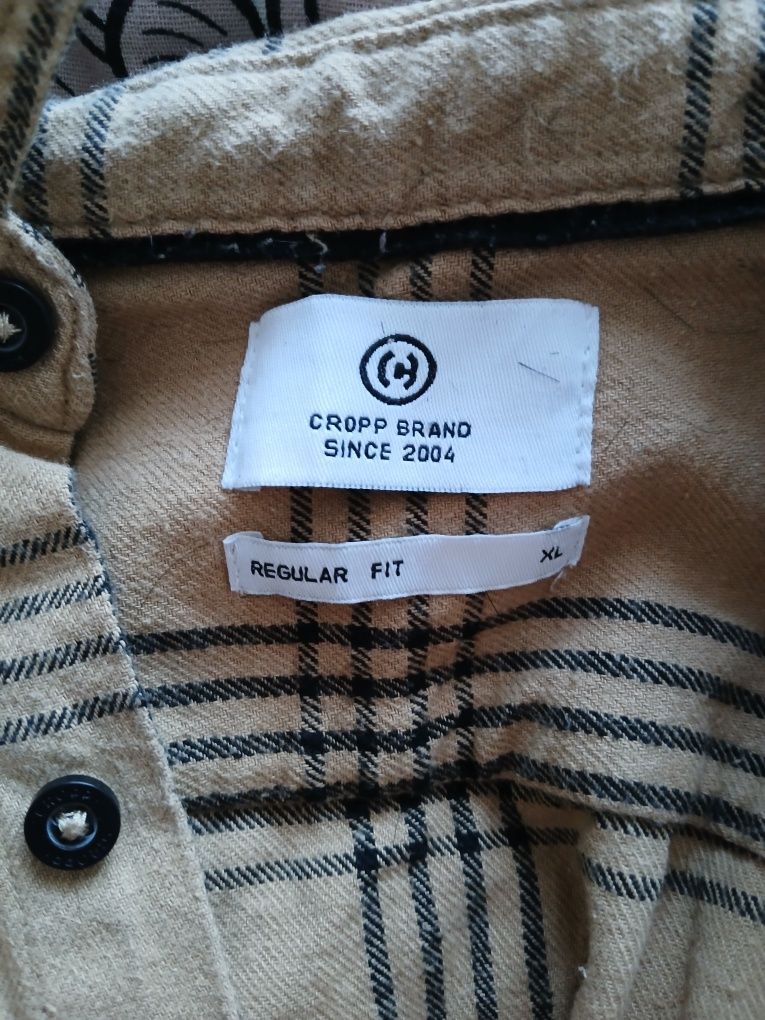 CROPP BRAND
SINCE 2004
REGULAR FIT XL